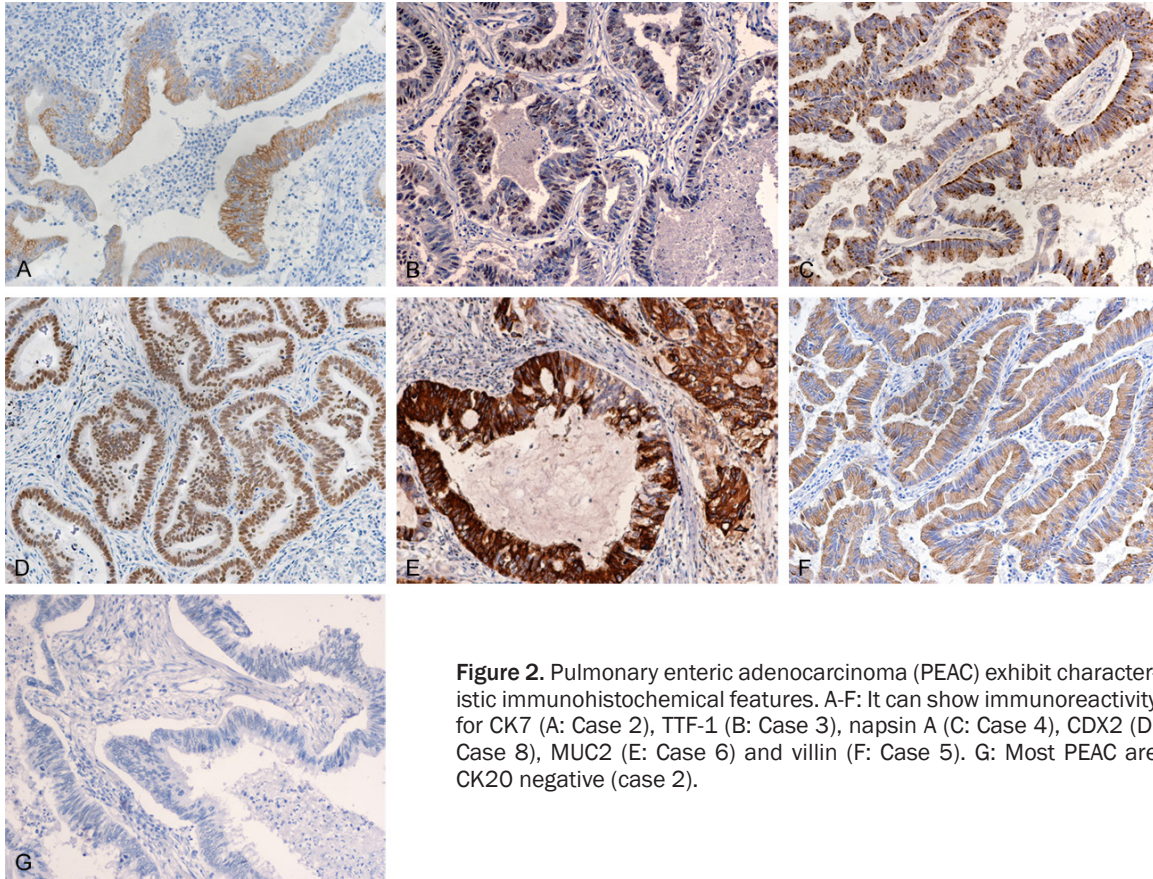 A
B
C
D
E
F
G
Figure 2. Pulmonary enteric adenocarcinoma (PEAC) exhibit character-
istic immunohistochemical features. A-F: It can show immunoreactivity
for CK7 (A: Case 2), TTF-1 (B: Case 3), napsin A (C: Case 4), CDX2 (D:
Case 8), MUC2 (E: Case 6) and villin (F: Case 5). G: Most PEAC are
CK20 negative (case 2).